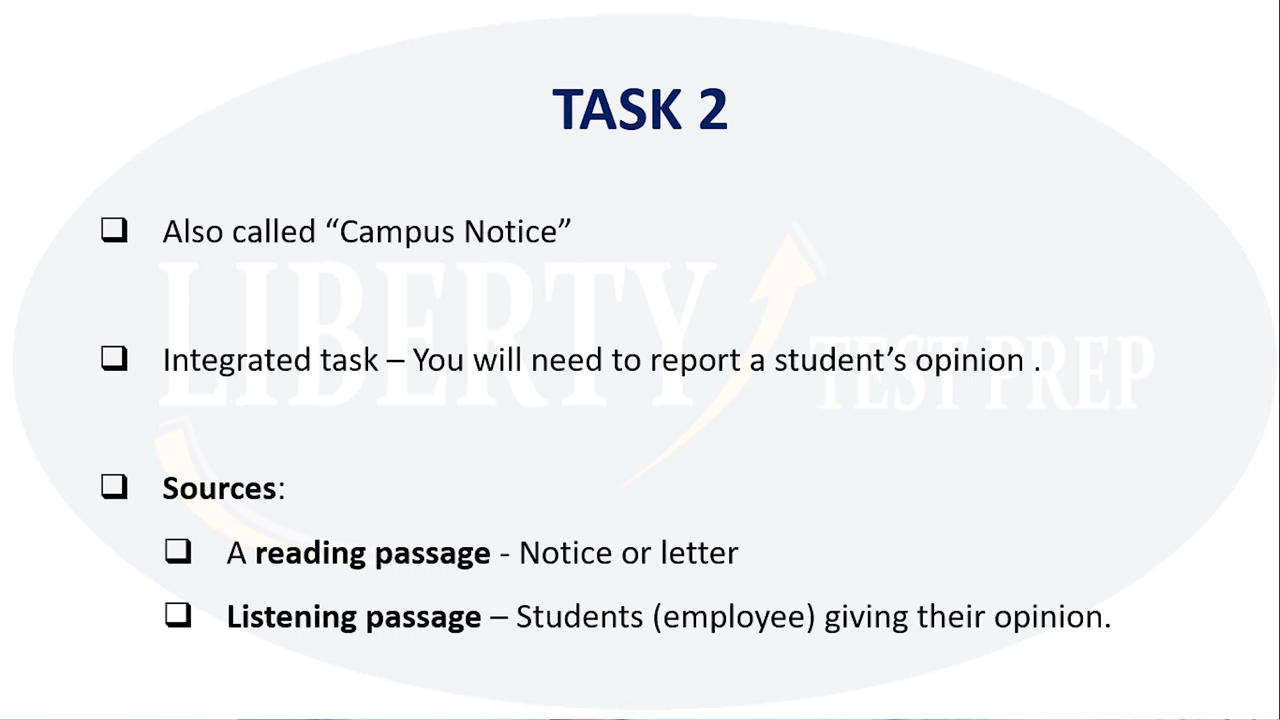 TASK 2
Also called “Campus Notice”
Integrated task – You will need to report a student’s opinion .
LIBERTY TEST PREP
Sources:
A reading passage - Notice or letter
Listening passage – Students (employee) giving their opinion.